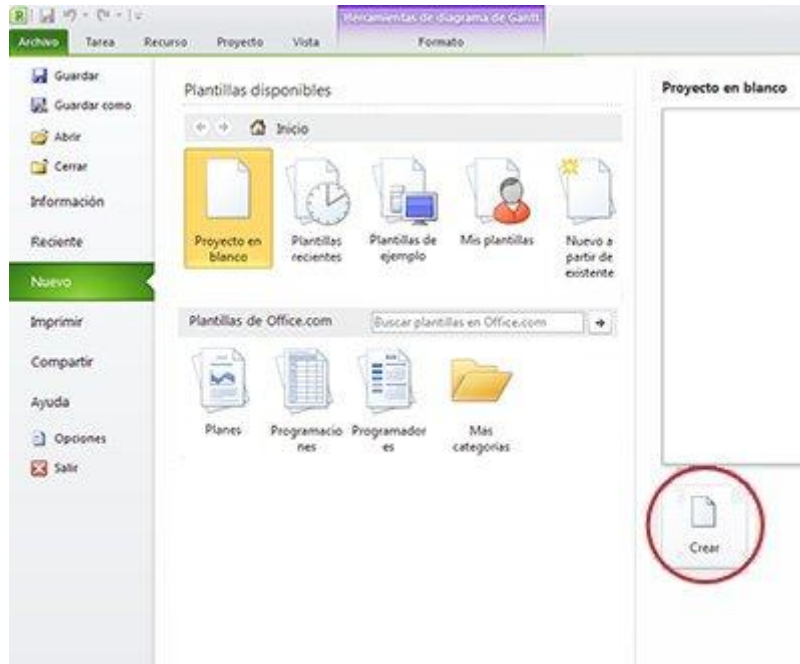 Herramientas de diagrama de Gantt
Archivo Tarea Recurso Proyecto Vista Formato
Guardar
Guardar como
Abrir
Cerrar
Información
Reciente
Nuevo
Imprimir
Compartir
Ayuda
Opciones
Salir
Plantillas disponibles
Inicio
Proyecto en
blanco
Plantillas
recientes
Plantillas de
ejemplo
Mis plantillas
Nuevo a
partir de
existente
Plantillas de Office.com
Buscar plantillas en Office.com
Planes
Programacio
nes
Programador
es
Más
categorías
Proyecto en blanco
Crear